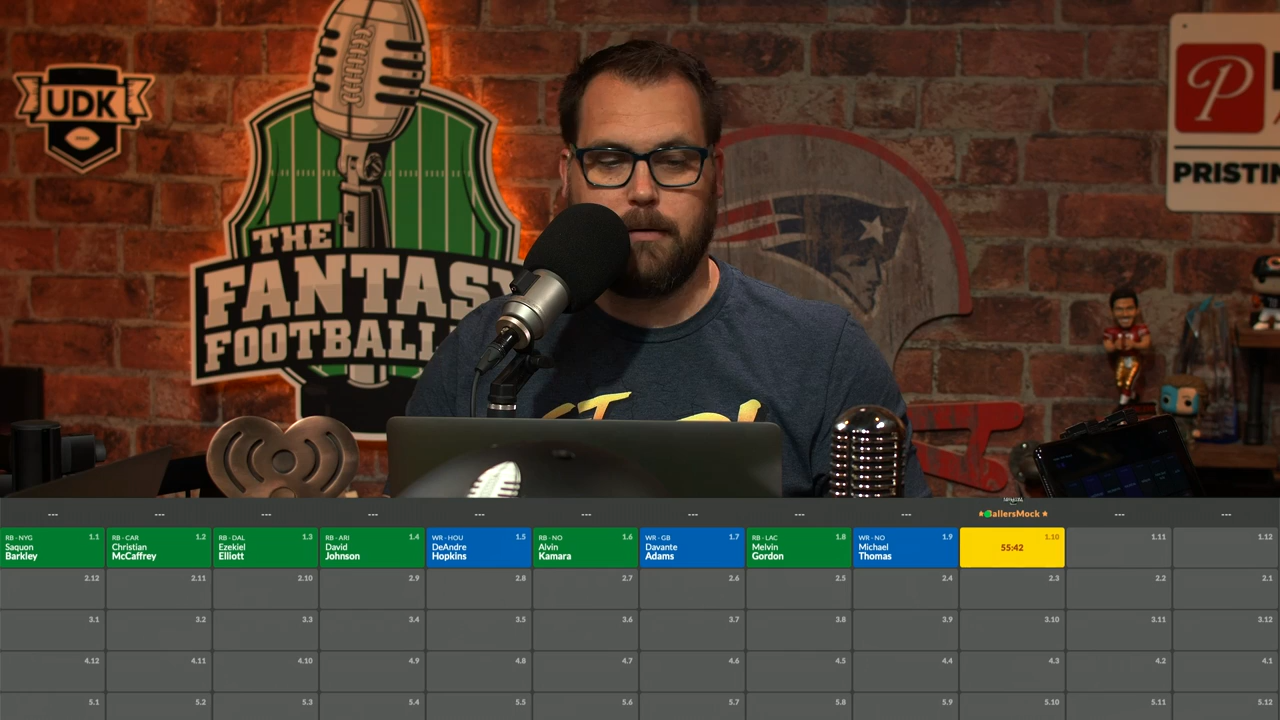 UDK
THE
FANTASY
FOOTBALL
P
PRISTIN
--- --- --- --- --- --- --- --- --- ★BallersMock ★ --- ---
RB - NYG 1.1
Saquon
Barkley
RB - CAR 1.2
Christian
McCaffrey
RB - DAL 1.3
Ezekiel
Elliott
RB - ARI 1.4
David
Johnson
WR - HOU 1.5
DeAndre
Hopkins
RB - NO 1.6
Alvin
Kamara
WR - GB 1.7
Davante
Adams
RB - LAC 1.8
Melvin
Gordon
WR - NO 1.9
Michael
Thomas
1.10
55:42
1.11
1.12
2.12 2.11 2.10 2.9 2.8 2.7 2.6 2.5 2.4 2.3 2.2 2.1
3.1 3.2 3.3 3.4 3.5 3.6 3.7 3.8 3.9 3.10 3.11 3.12
4.12 4.11 4.10 4.9 4.8 4.7 4.6 4.5 4.4 4.3 4.2 4.1
5.1 5.2 5.3 5.4 5.5 5.6 5.7 5.8 5.9 5.10 5.11 5.12